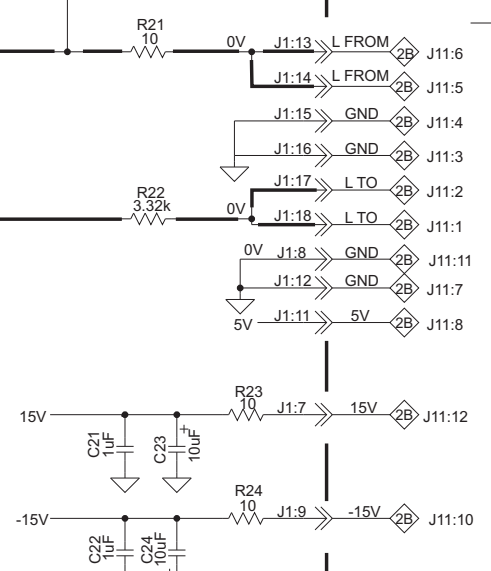 R21
10
0V J1:13 L FROM 2B J11:6
J1:14 L FROM 2B J11:5
J1:15 GND 2B J11:4
J1:16 GND 2B J11:3
J1:17 L TO 2B J11:2
R22
3.32k
0V J1:18 L TO 2B J11:1
0V J1:8 GND 2B J11:11
J1:12 GND 2B J11:7
5V J1:11 5V 2B J11:8
R23
10
15V J1:7 15V 2B J11:12
C21
1uF
C23
+
10uF
R24
10
-15V J1:9 -15V 2B J11:10
C22
1uF
C24
10uF